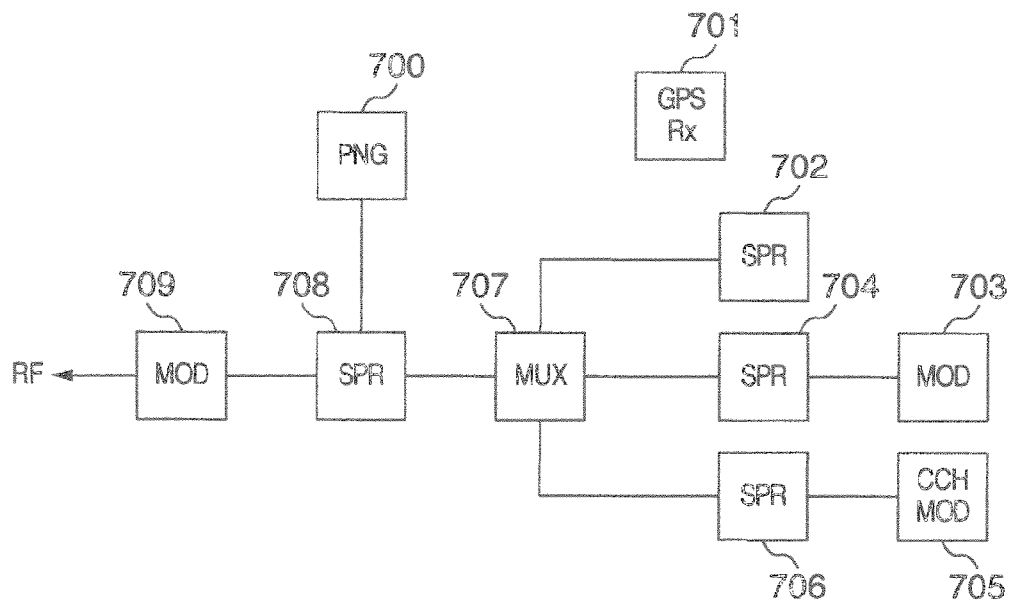 701
700
GPS
Rx
PNG
702
SPR
709
708
707
704
703
RF
MOD
SPR
MUX
SPR
MOD
SPR
CCH
MOD
706
705